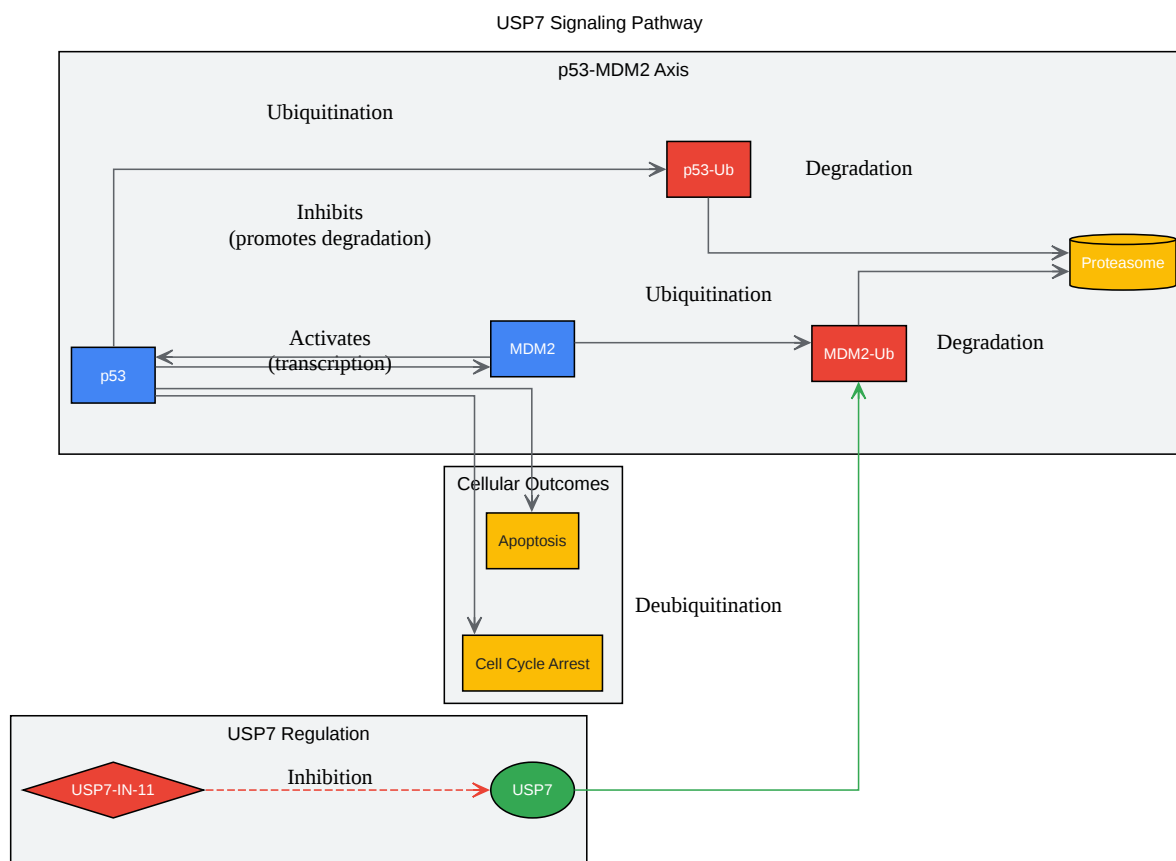 USP7 Signaling Pathway
p53-MDM2 Axis
Ubiquitination
p53-Ub
Degradation
Inhibits
(promotes degradation)
Proteasome
Ubiquitination
Activates
(transcription)
MDM2
MDM2-Ub
Degradation
p53
Cellular Outcomes
Apoptosis
Deubiquitination
Cell Cycle Arrest
USP7 Regulation
USP7-IN-11
Inhibition
USP7